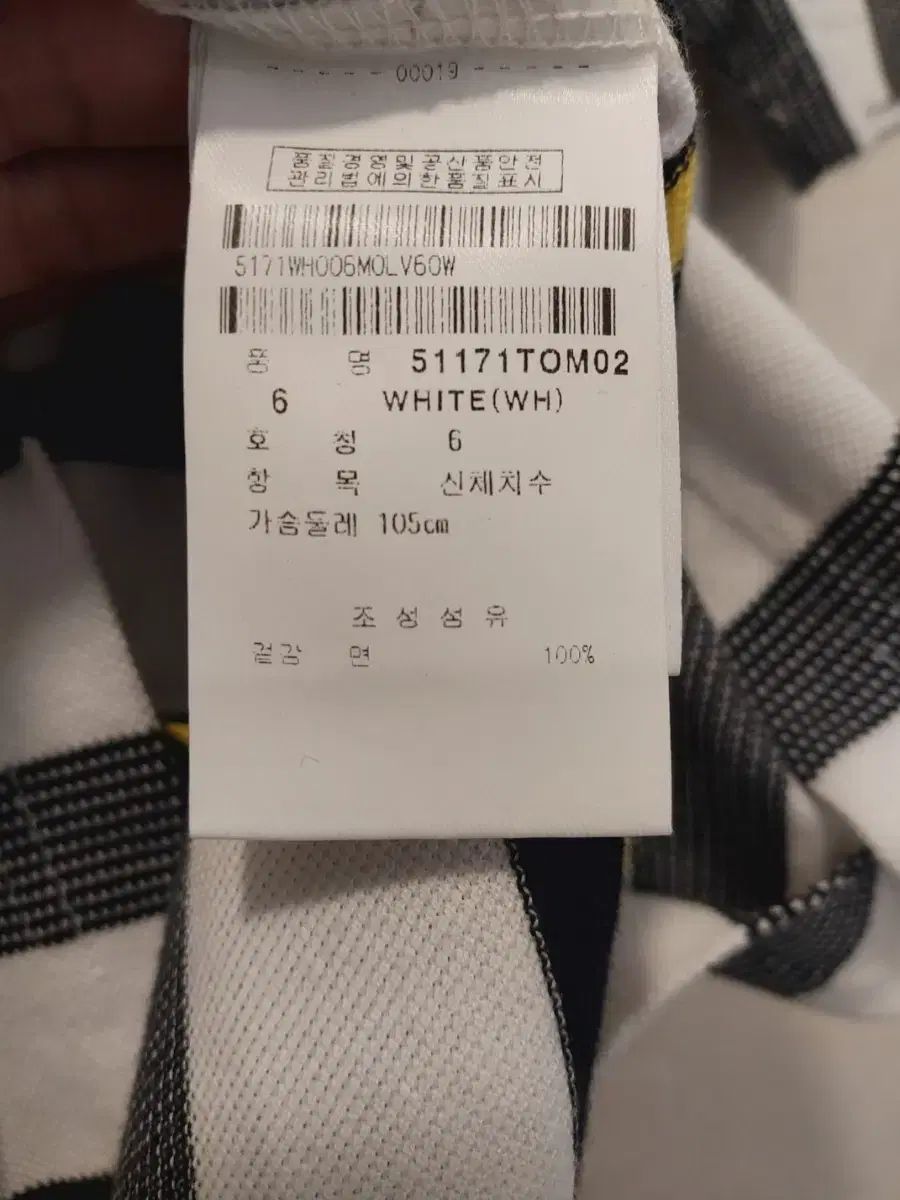 00019
품질경영및공산품안전
관리법에의한품질표시
5171WH006MOLV60W
품 명 51171TOM02
6 WHITE(WH)
호 칭 6
항 목 신체치수
가슴둘레 105cm
조성섬유
겉감 면 100%